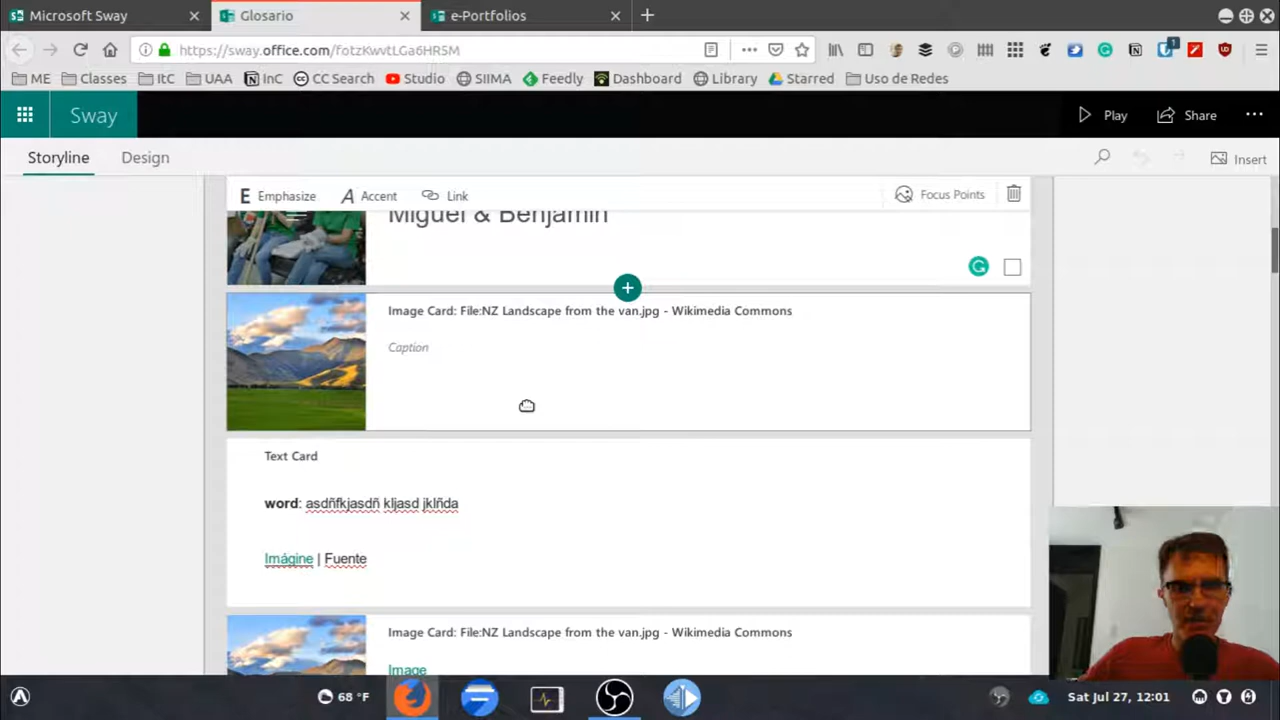 Microsoft Sway
Glosario
e-Portfolios
https://sway.office.com/fotzKwvtLGa6HR5M
ME
Classes
ItC
UAA
INC
CC Search
Studio
SIIMA
Feedly
Dashboard
Library
Starred
Uso de Redes
Sway
Play
Share
Storyline
Design
Insert
E Emphasize
A Accent
Link
Focus Points
Miguel & Benjamin
Image Card: File:NZ Landscape from the van.jpg - Wikimedia Commons
Caption
Text Card
word: asdñfkjasdñ kljasd jklñda
Imágine | Fuente
Image Card: File:NZ Landscape from the van.jpg - Wikimedia Commons
Image
68 °F
Sat Jul 27, 12:01